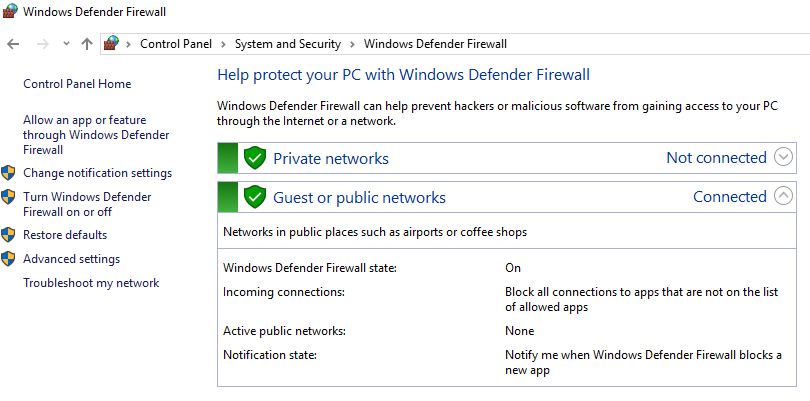 Windows Defender Firewall
Control Panel > System and Security > Windows Defender Firewall
Control Panel Home
Allow an app or feature
through Windows Defender
Firewall
Change notification settings
Turn Windows Defender
Firewall on or off
Restore defaults
Advanced settings
Troubleshoot my network
Help protect your PC with Windows Defender Firewall
Windows Defender Firewall can help prevent hackers or malicious software from gaining access to your PC
through the Internet or a network.
Private networks Not connected
Guest or public networks Connected
Networks in public places such as airports or coffee shops
Windows Defender Firewall state: On
Incoming connections: Block all connections to apps that are not on the list
of allowed apps
Active public networks: None
Notification state: Notify me when Windows Defender Firewall blocks a
new app